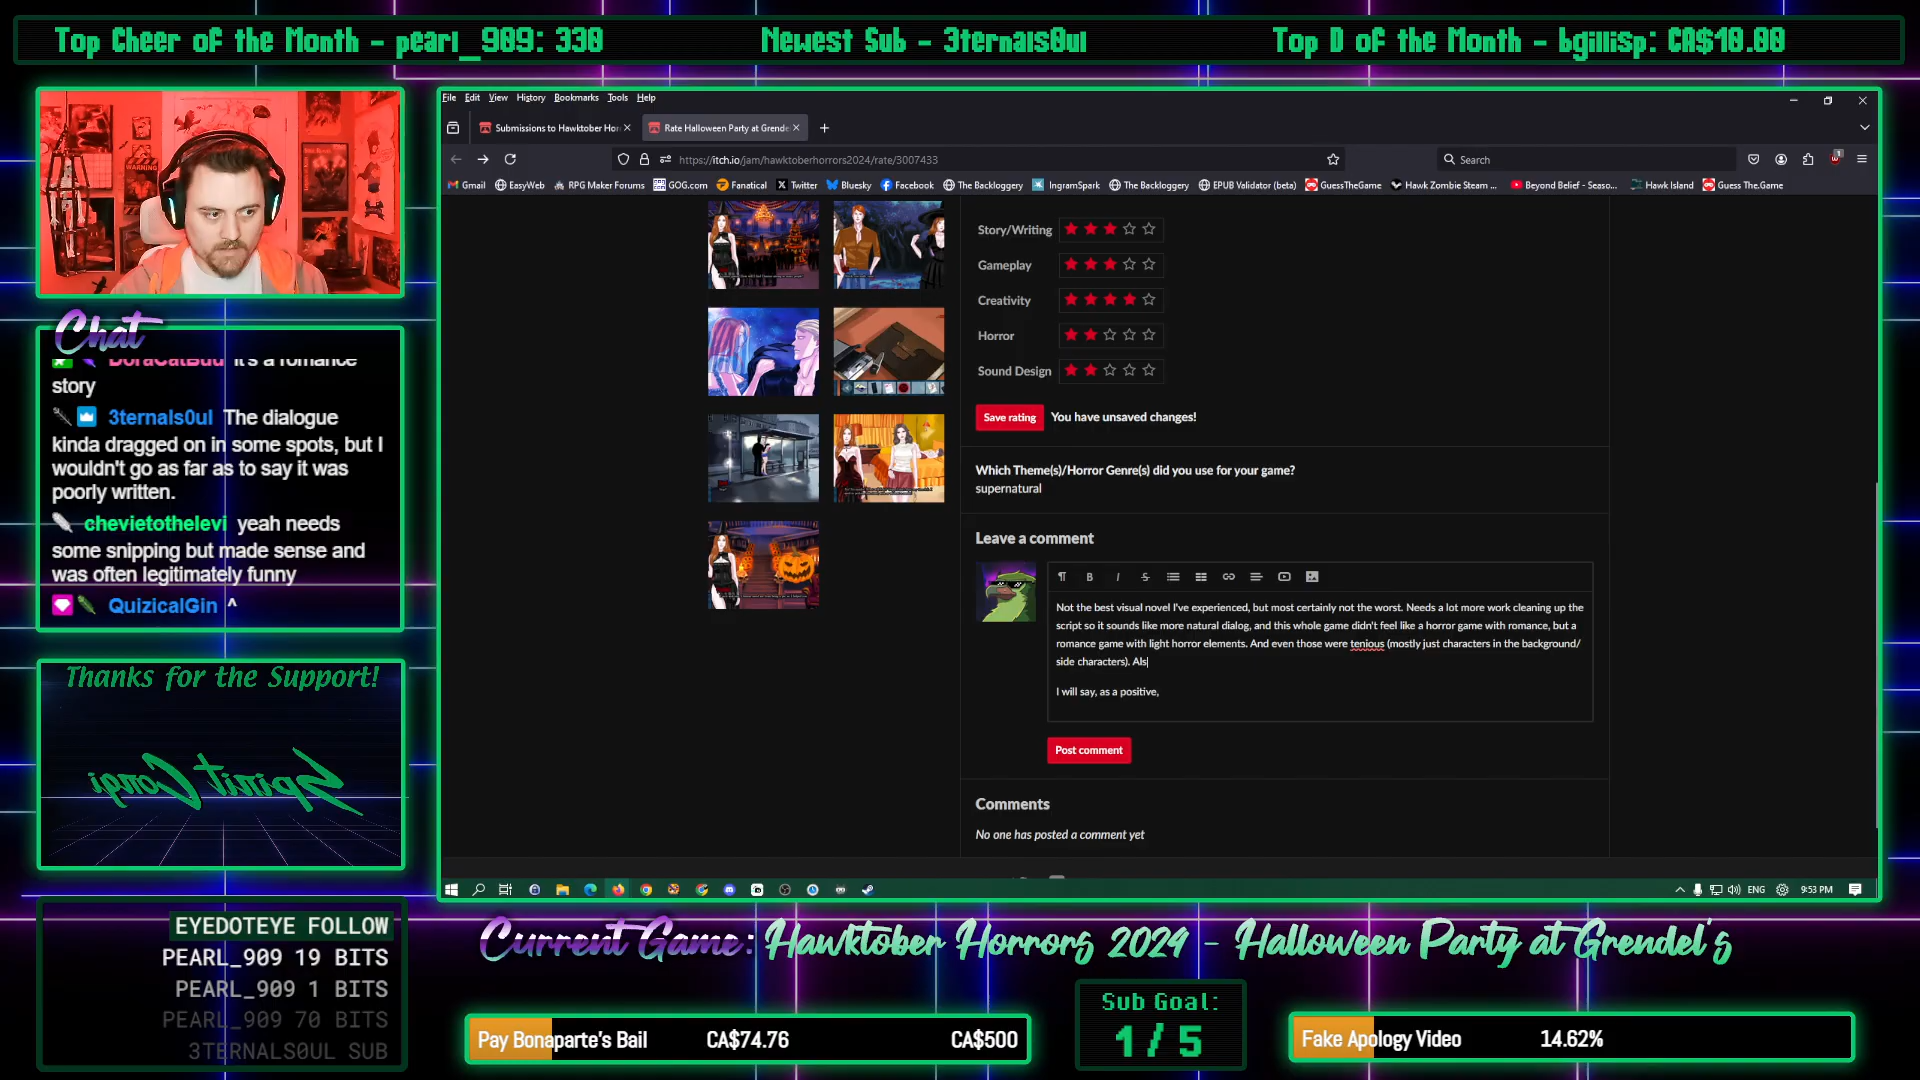 Top Cheer of the Month - pearl_909: 330
Newest Sub - 3ternals0ul
Top D of the Month - bgillisp: CA$10.00
File Edit View History Bookmarks Tools Help
Submissions to Hawktober Hor
Rate Halloween Party at Grende
https://itch.io/jam/hawktoberhorrors2024/rate/3007433
Search
Gmail EasyWeb RPG Maker Forums GOG.com Fanatical Twitter Bluesky Facebook The Backloggery IngramSpark The Backloggery EPUB Validator (beta) GuessTheGame Hawk Zombie Steam ... Beyond Belief - Seaso... Hawk Island Guess The.Game
Story/Writing
Gameplay
Creativity
Horror
Sound Design
Save rating You have unsaved changes!
Which Theme(s)/Horror Genre(s) did you use for your game?
supernatural
Leave a comment
Not the best visual novel I've experienced, but most certainly not the worst. Needs a lot more work cleaning up the
script so it sounds like more natural dialog, and this whole game didn't feel like a horror game with romance, but a
romance game with light horror elements. And even those were tenious (mostly just characters in the background/
side characters). Als
I will say, as a positive,
Post comment
Comments
No one has posted a comment yet
ENG 9:53 PM
Chat
DoraCatBud it's a romance
story
3ternals0ul The dialogue
kinda dragged on in some spots, but I
wouldn't go as far as to say it was
poorly written.
chevietothelevi yeah needs
some snipping but made sense and
was often legitimately funny
QuizicalGin ^
Thanks for the Support!
Spirit Corgi
EYEDOTEYE FOLLOW
PEARL_909 19 BITS
PEARL_909 1 BITS
PEARL_909 70 BITS
3TERNALS0UL SUB
Current Game: Hawktober Horrors 2024 - Halloween Party at Grendel's
Pay Bonaparte's Bail CA$74.76 CA$500
Sub Goal:
1 / 5
Fake Apology Video 14.62%